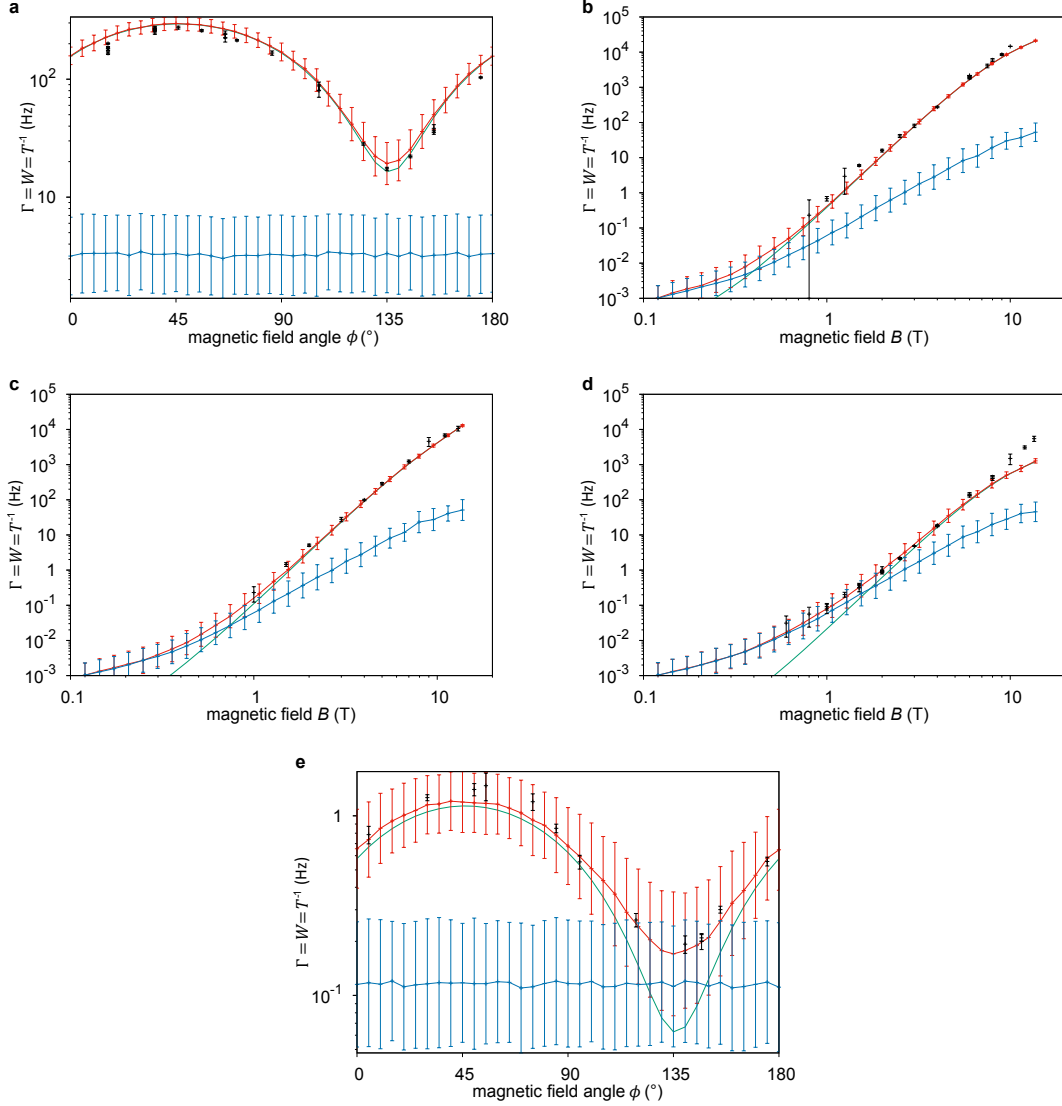 a
Γ = W = T⁻¹ (Hz)
10²
10
0 45 90 135 180
magnetic field angle ϕ (°)
b
Γ = W = T⁻¹ (Hz)
10⁵
10⁴
10³
10²
10
1
10⁻¹
10⁻²
10⁻³
0.1 1 10
magnetic field B (T)
c
Γ = W = T⁻¹ (Hz)
10⁵
10⁴
10³
10²
10
1
10⁻¹
10⁻²
10⁻³
0.1 1 10
magnetic field B (T)
d
Γ = W = T⁻¹ (Hz)
10⁵
10⁴
10³
10²
10
1
10⁻¹
10⁻²
10⁻³
0.1 1 10
magnetic field B (T)
e
Γ = W = T⁻¹ (Hz)
1
10⁻¹
0 45 90 135 180
magnetic field angle ϕ (°)